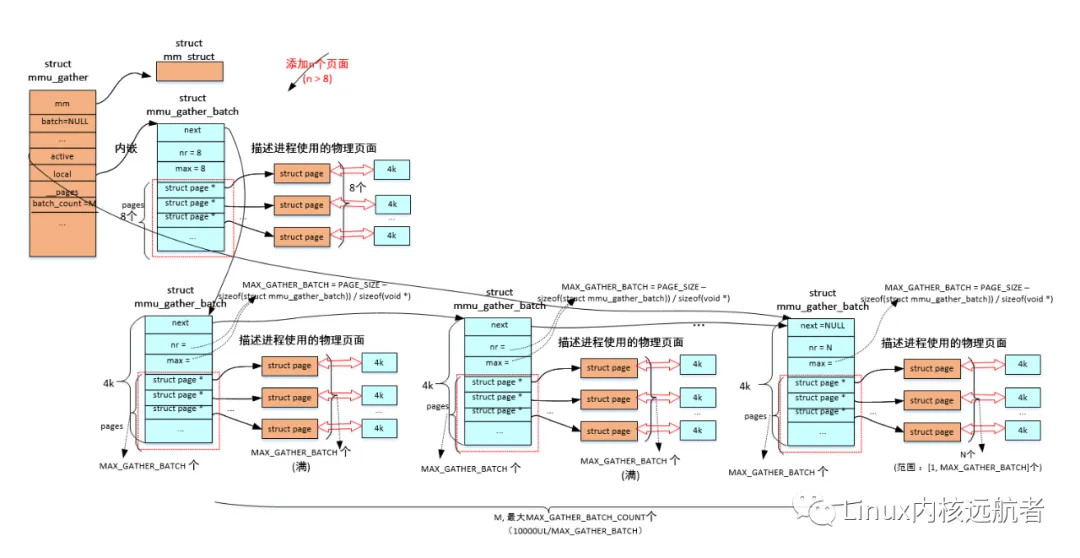 struct
mmu_gather
mm
batch=NULL
...
active
local
__pages
batch_count =M
...
struct
mm_struct
添加n个页面
(n > 8)
内嵌
struct
mmu_gather_batch
next
nr = 8
max = 8
struct page *
struct page *
struct page *
...
pages
8个
描述进程使用的物理页面
struct page
struct page
struct page
...
8个
4k
4k
...
4k
struct
mmu_gather_batch
MAX_GATHER_BATCH = PAGE_SIZE –
sizeof(struct mmu_gather_batch)) / sizeof(void *)
next
nr =
max =
struct page *
struct page *
struct page *
...
4k
pages
MAX_GATHER_BATCH 个
描述进程使用的物理页面
struct page
struct page
struct page
...
4k
4k
...
4k
MAX_GATHER_BATCH 个
(满)
struct
mmu_gather_batch
MAX_GATHER_BATCH = PAGE_SIZE –
sizeof(struct mmu_gather_batch)) / sizeof(void *)
next
nr =
max =
struct page *
struct page *
struct page *
...
4k
pages
MAX_GATHER_BATCH 个
描述进程使用的物理页面
struct page
struct page
struct page
...
4k
4k
...
4k
MAX_GATHER_BATCH 个
(满)
...
struct
mmu_gather_batch
MAX_GATHER_BATCH = PAGE_SIZE –
sizeof(struct mmu_gather_batch)) / sizeof(void *)
next =NULL
nr = N
max =
struct page *
struct page *
struct page *
...
4k
pages
MAX_GATHER_BATCH 个
描述进程使用的物理页面
struct page
struct page
struct page
...
4k
4k
...
4k
N个
(范围 : [1, MAX_GATHER_BATCH]个)
M, 最大MAX_GATHER_BATCH_COUNT个
（10000UL/MAX_GATHER_BATCH）
Linux内核远航者